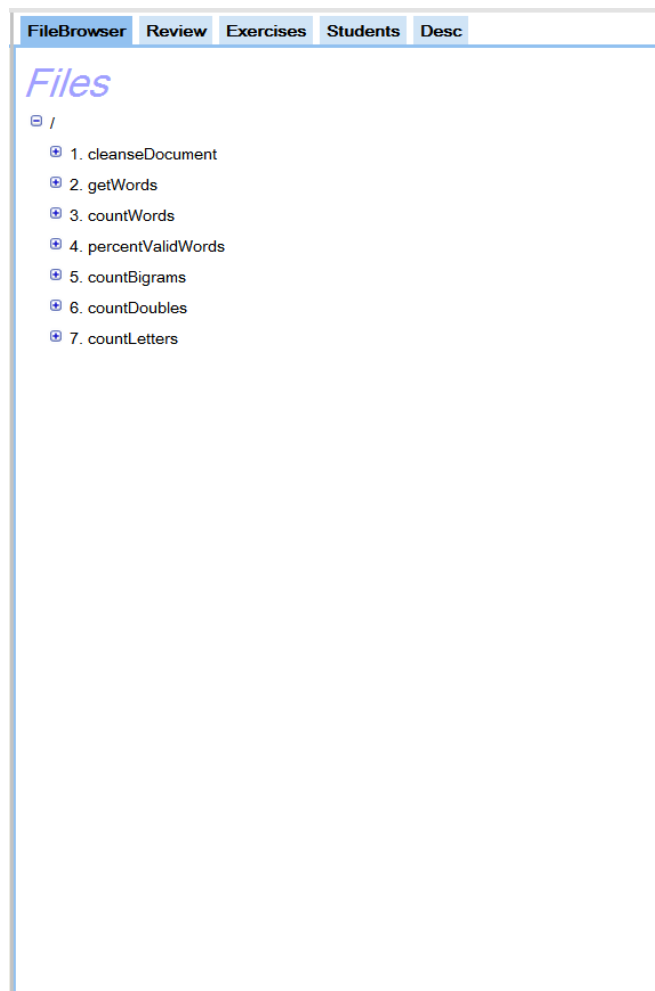 FileBrowser Review Exercises Students Desc
Files
/
1. cleanseDocument
2. getWords
3. countWords
4. percentValidWords
5. countBigrams
6. countDoubles
7. countLetters